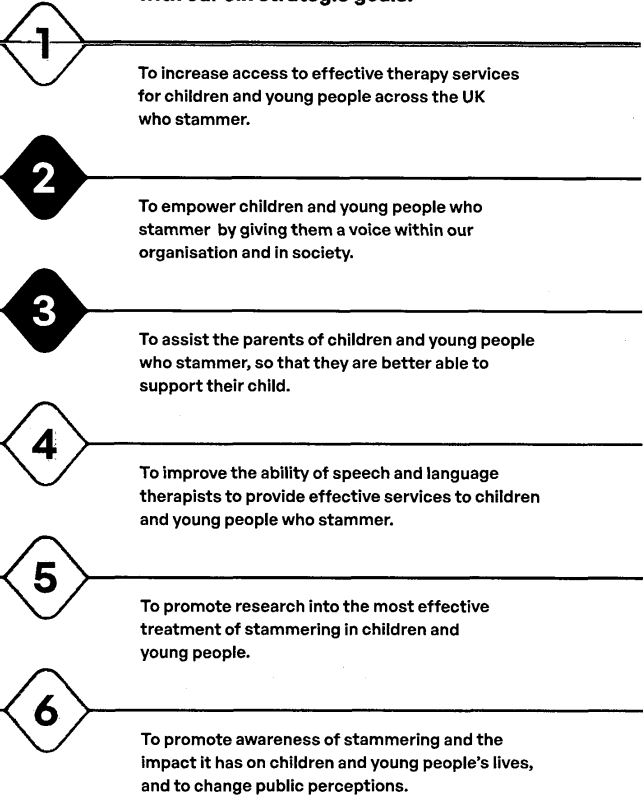 with our six strategic goals.
1
To increase access to effective therapy services
for children and young people across the UK
who stammer.
2
To empower children and young people who
stammer by giving them a voice within our
organisation and in society.
3
To assist the parents of children and young people
who stammer, so that they are better able to
support their child.
4
To improve the ability of speech and language
therapists to provide effective services to children
and young people who stammer.
5
To promote research into the most effective
treatment of stammering in children and
young people.
6
To promote awareness of stammering and the
impact it has on children and young people's lives,
and to change public perceptions.